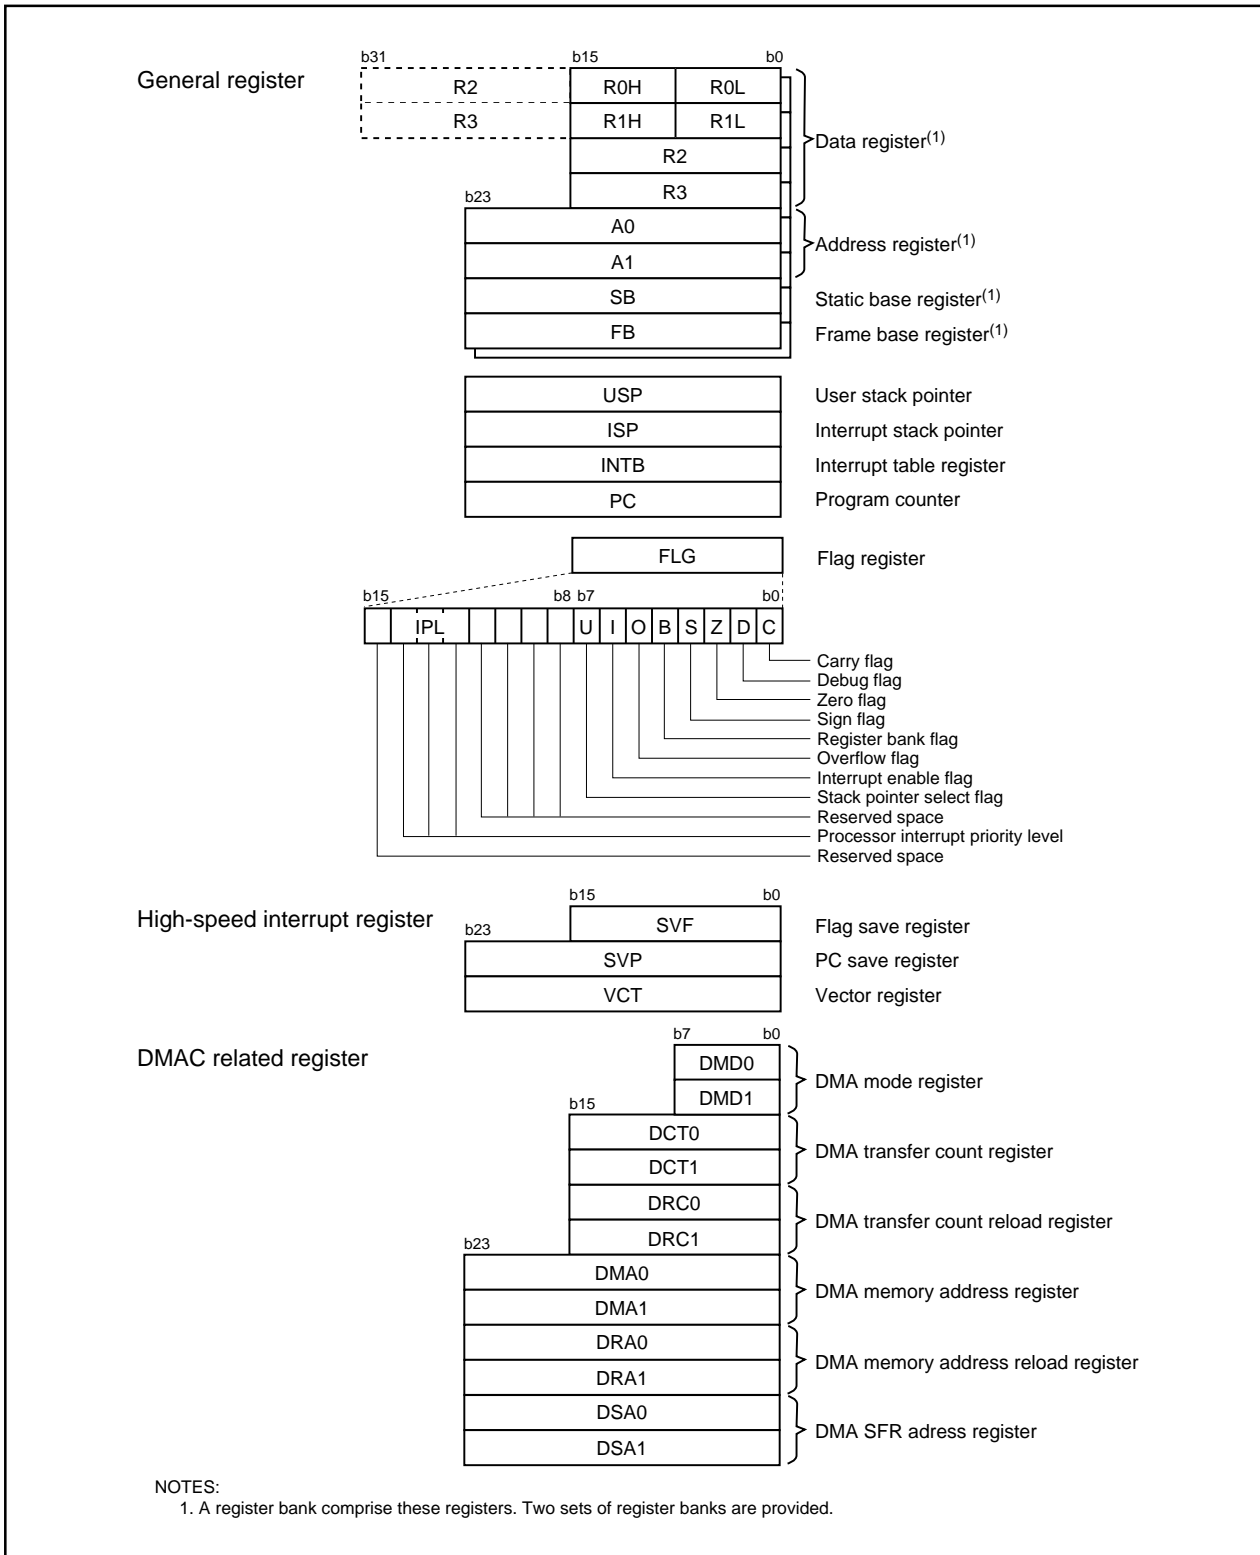 b31 b15 b0
General register R2 R0H R0L
R3 R1H R1L
Data register(1)
R2
R3
b23
A0
Address register(1)
A1
SB Static base register(1)
FB Frame base register(1)
USP User stack pointer
ISP Interrupt stack pointer
INTB Interrupt table register
PC Program counter
FLG Flag register
b15 b8 b7 b0
IPL U I O B S Z D C
Carry flag
Debug flag
Zero flag
Sign flag
Register bank flag
Overflow flag
Interrupt enable flag
Stack pointer select flag
Reserved space
Processor interrupt priority level
Reserved space
b15 b0
High-speed interrupt register SVF Flag save register
b23
SVP PC save register
VCT Vector register
b7 b0
DMAC related register DMD0
DMA mode register
DMD1
b15
DCT0
DMA transfer count register
DCT1
DRC0
DMA transfer count reload register
DRC1
b23
DMA0
DMA memory address register
DMA1
DRA0
DMA memory address reload register
DRA1
DSA0
DMA SFR adress register
DSA1
NOTES:
1. A register bank comprise these registers. Two sets of register banks are provided.